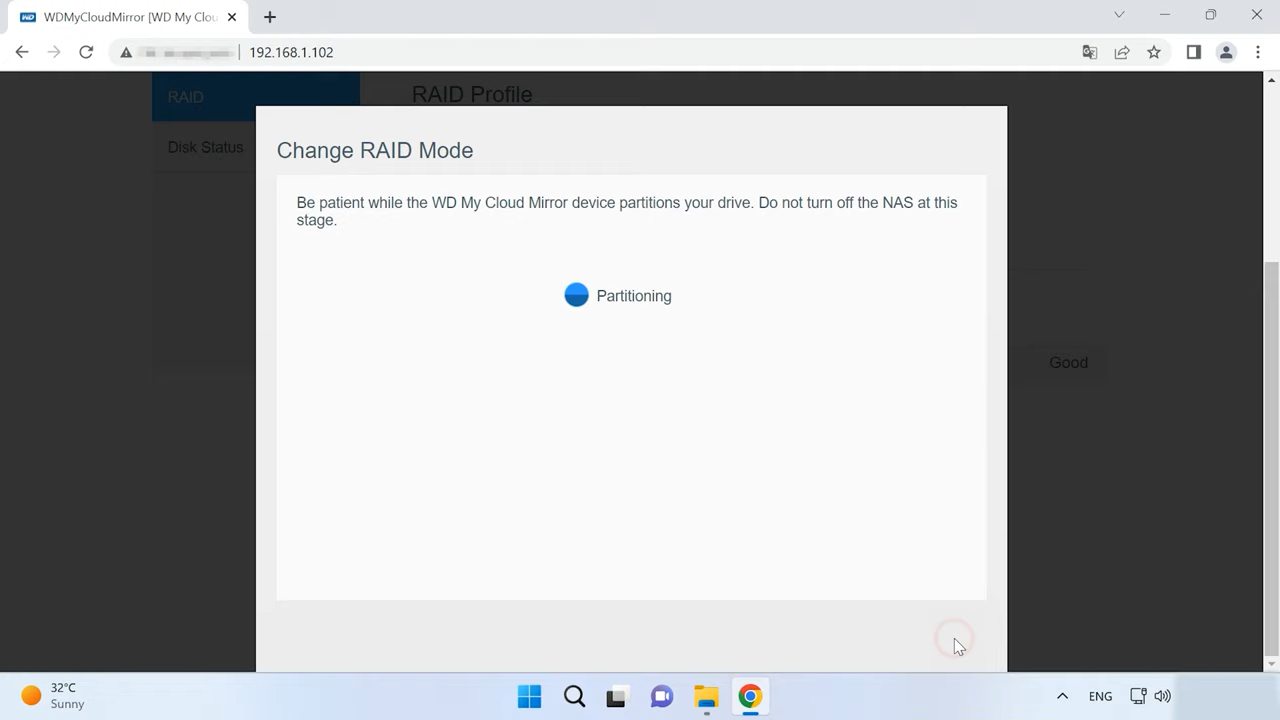 WDMyCloudMirror [WD My Clou
192.168.1.102
RAID
RAID Profile
Disk Status
Change RAID Mode
Be patient while the WD My Cloud Mirror device partitions your drive. Do not turn off the NAS at this
stage.
Partitioning
Good
32°C
Sunny
ENG